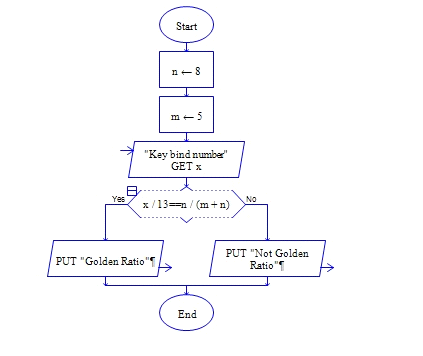 Start
n ← 8
m ← 5
"Key bind number"
GET x
Yes
x / 13==n / (m + n)
No
PUT "Golden Ratio"¶
PUT "Not Golden
Ratio"¶
End